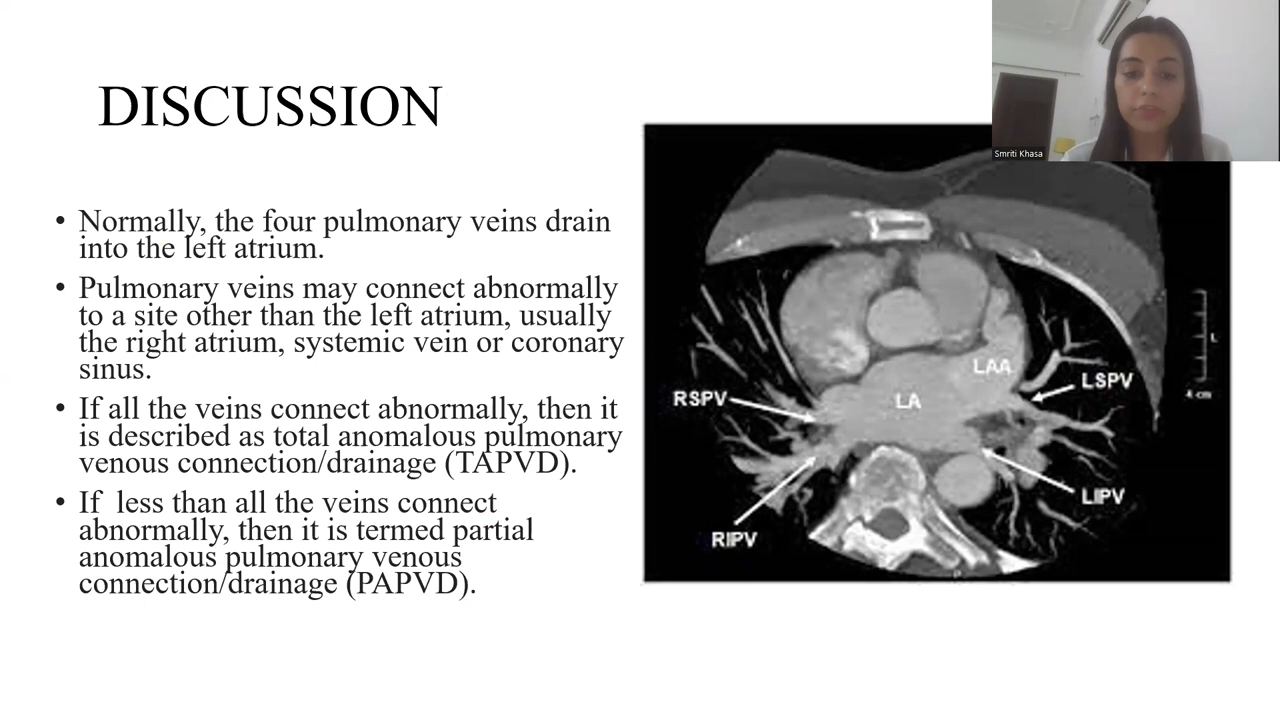 Smriti Khasa
DISCUSSION
• Normally, the four pulmonary veins drain
into the left atrium.
• Pulmonary veins may connect abnormally
to a site other than the left atrium, usually
the right atrium, systemic vein or coronary
sinus.
• If all the veins connect abnormally, then it
is described as total anomalous pulmonary
venous connection/drainage (TAPVD).
• If  less than all the veins connect
abnormally, then it is termed partial
anomalous pulmonary venous
connection/drainage (PAPVD).
LAA
LSPV
RSPV
LA
LIPV
RIPV
L
4 cm